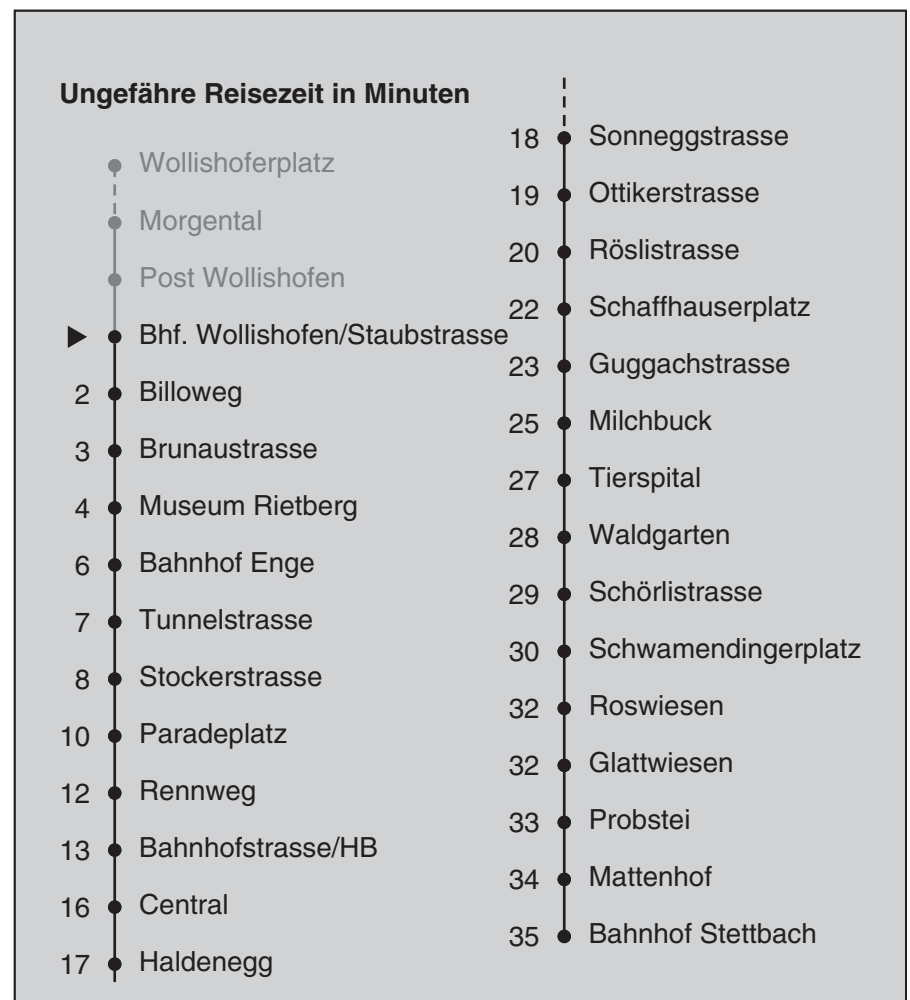 Ungefähre Reisezeit in Minuten
Wollishoferplatz
Morgental
Post Wollishofen
Bhf. Wollishofen/Staubstrasse
2 Billoweg
3 Brunaustrasse
4 Museum Rietberg
6 Bahnhof Enge
7 Tunnelstrasse
8 Stockerstrasse
10 Paradeplatz
12 Rennweg
13 Bahnhofstrasse/HB
16 Central
17 Haldenegg
18 Sonneggstrasse
19 Ottikerstrasse
20 Röslistrasse
22 Schaffhauserplatz
23 Guggachstrasse
25 Milchbuck
27 Tierspital
28 Waldgarten
29 Schörlistrasse
30 Schwamendingerplatz
32 Roswiesen
32 Glattwiesen
33 Probstei
34 Mattenhof
35 Bahnhof Stettbach